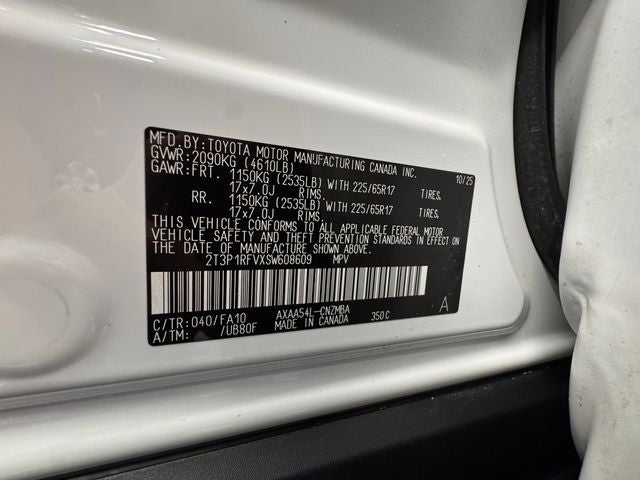 MFD. BY: TOYOTA MOTOR MANUFACTURING CANADA INC.
GVWR: 2090KG (4610LB) 10/25
GAWR: FRT. 1150KG (2535LB) WITH 225/65R17 TIRES.
17x7.0J RIMS.
RR. 1150KG (2535LB) WITH 225/65R17 TIRES.
17x7.0J RIMS.
THIS VEHICLE CONFORMS TO ALL APPLICABLE FEDERAL MOTOR
VEHICLE SAFETY AND THEFT PREVENTION STANDARDS IN EFFECT
ON THE DATE OF MANUFACTURE SHOWN ABOVE.
2T3P1RFVXSW608609 MPV
C/TR: 040/FA10 AXAA54L-CNZMBA 350C A
A/TM: /UB80F MADE IN CANADA